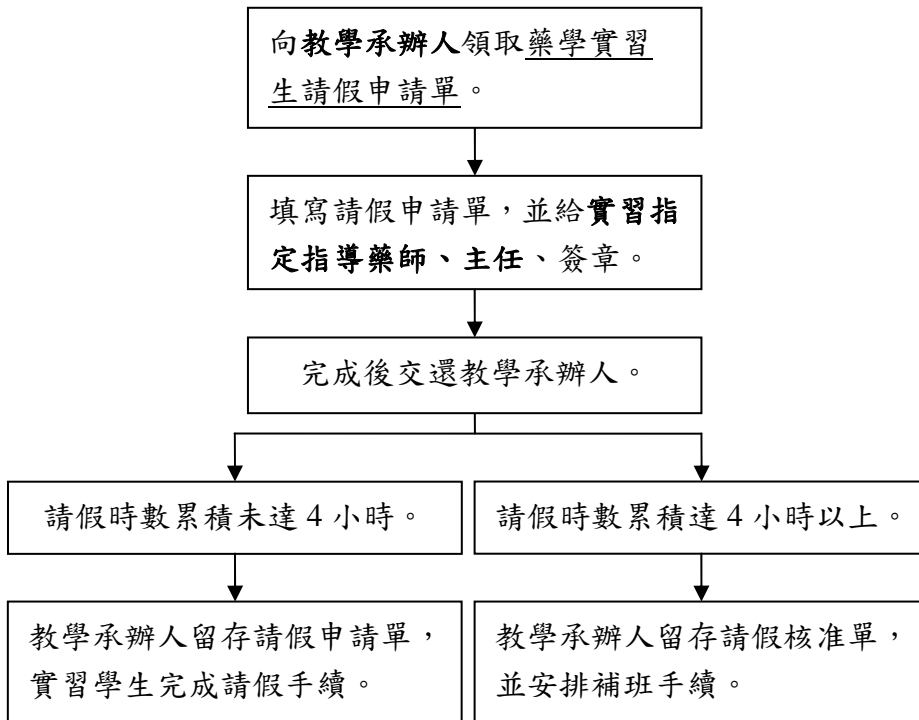 向教學承辦人領取藥學實習
生請假申請單。
填寫請假申請單，並給實習指
定指導藥師、主任、簽章。
完成後交還教學承辦人。
請假時數累積未達 4 小時。
請假時數累積達 4 小時以上。
教學承辦人留存請假申請單，
實習學生完成請假手續。
教學承辦人留存請假核准單，
並安排補班手續。